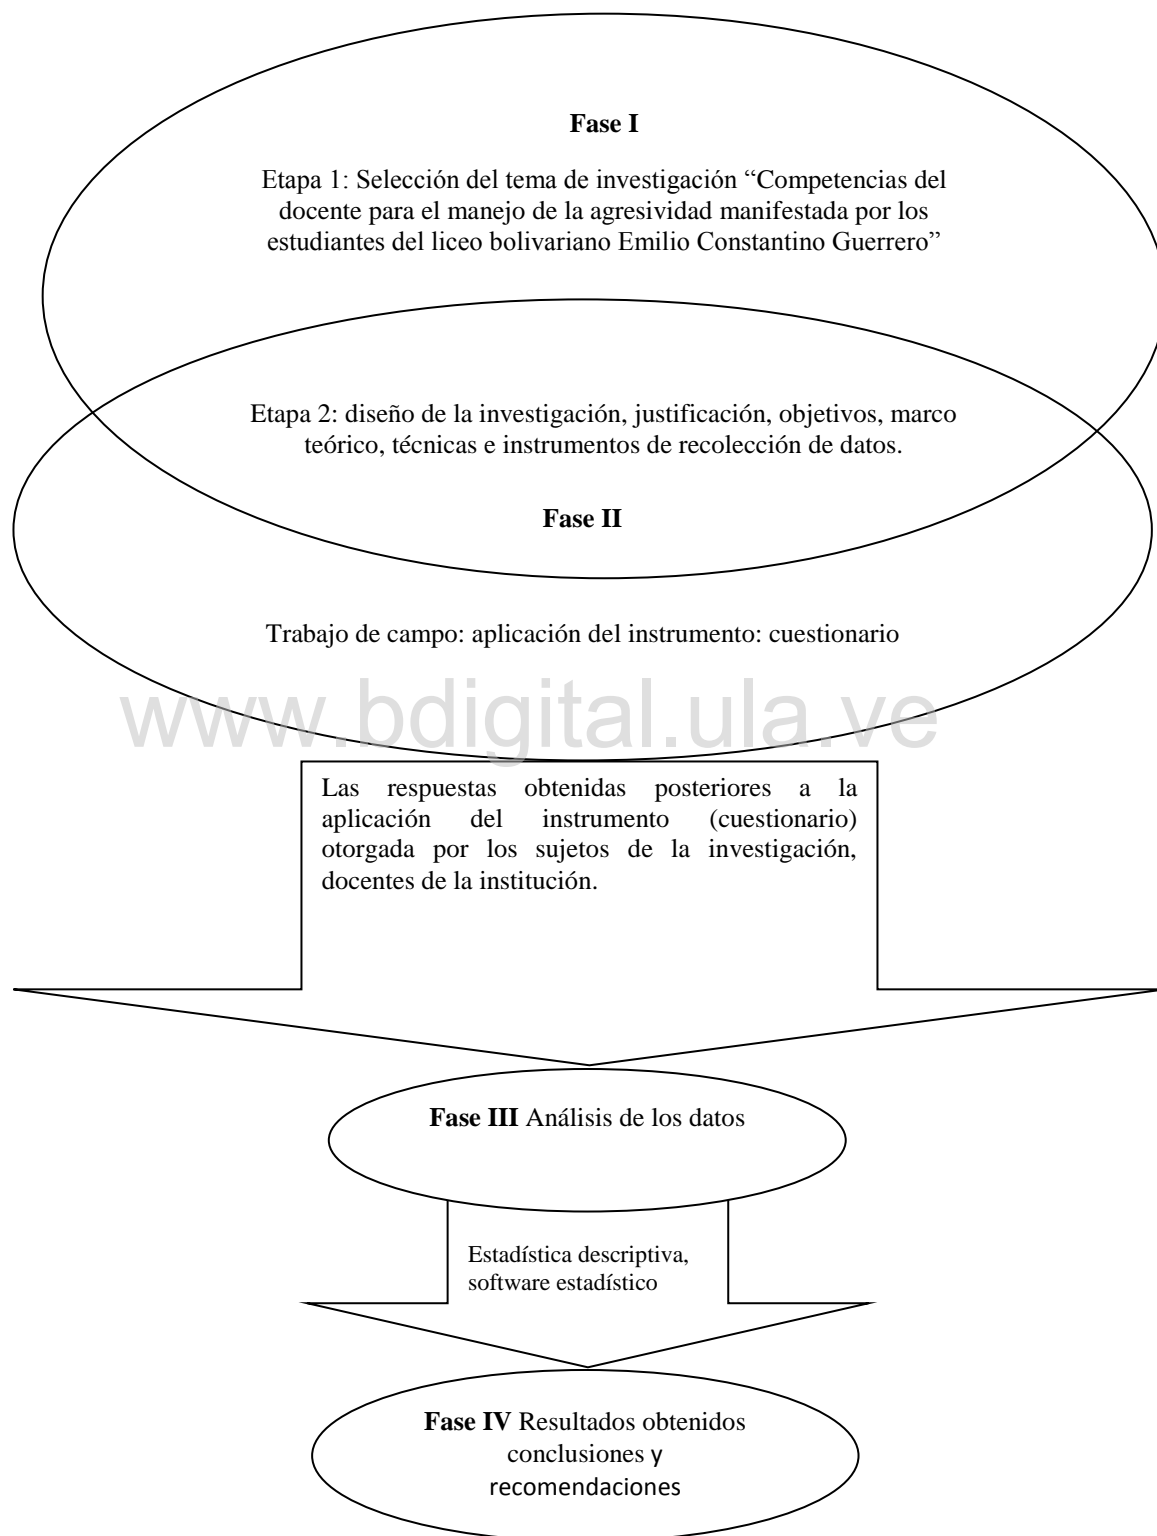 Fase I
Etapa 1: Selección del tema de investigación “Competencias del
docente para el manejo de la agresividad manifestada por los
estudiantes del liceo bolivariano Emilio Constantino Guerrero”
Etapa 2: diseño de la investigación, justificación, objetivos, marco
teórico, técnicas e instrumentos de recolección de datos.
Fase II
Trabajo de campo: aplicación del instrumento: cuestionario
www.bdigital.ula.ve
Las respuestas obtenidas posteriores a la
aplicación del instrumento (cuestionario)
otorgada por los sujetos de la investigación,
docentes de la institución.
Fase III Análisis de los datos
Estadística descriptiva,
software estadístico
Fase IV Resultados obtenidos
conclusiones y
recomendaciones